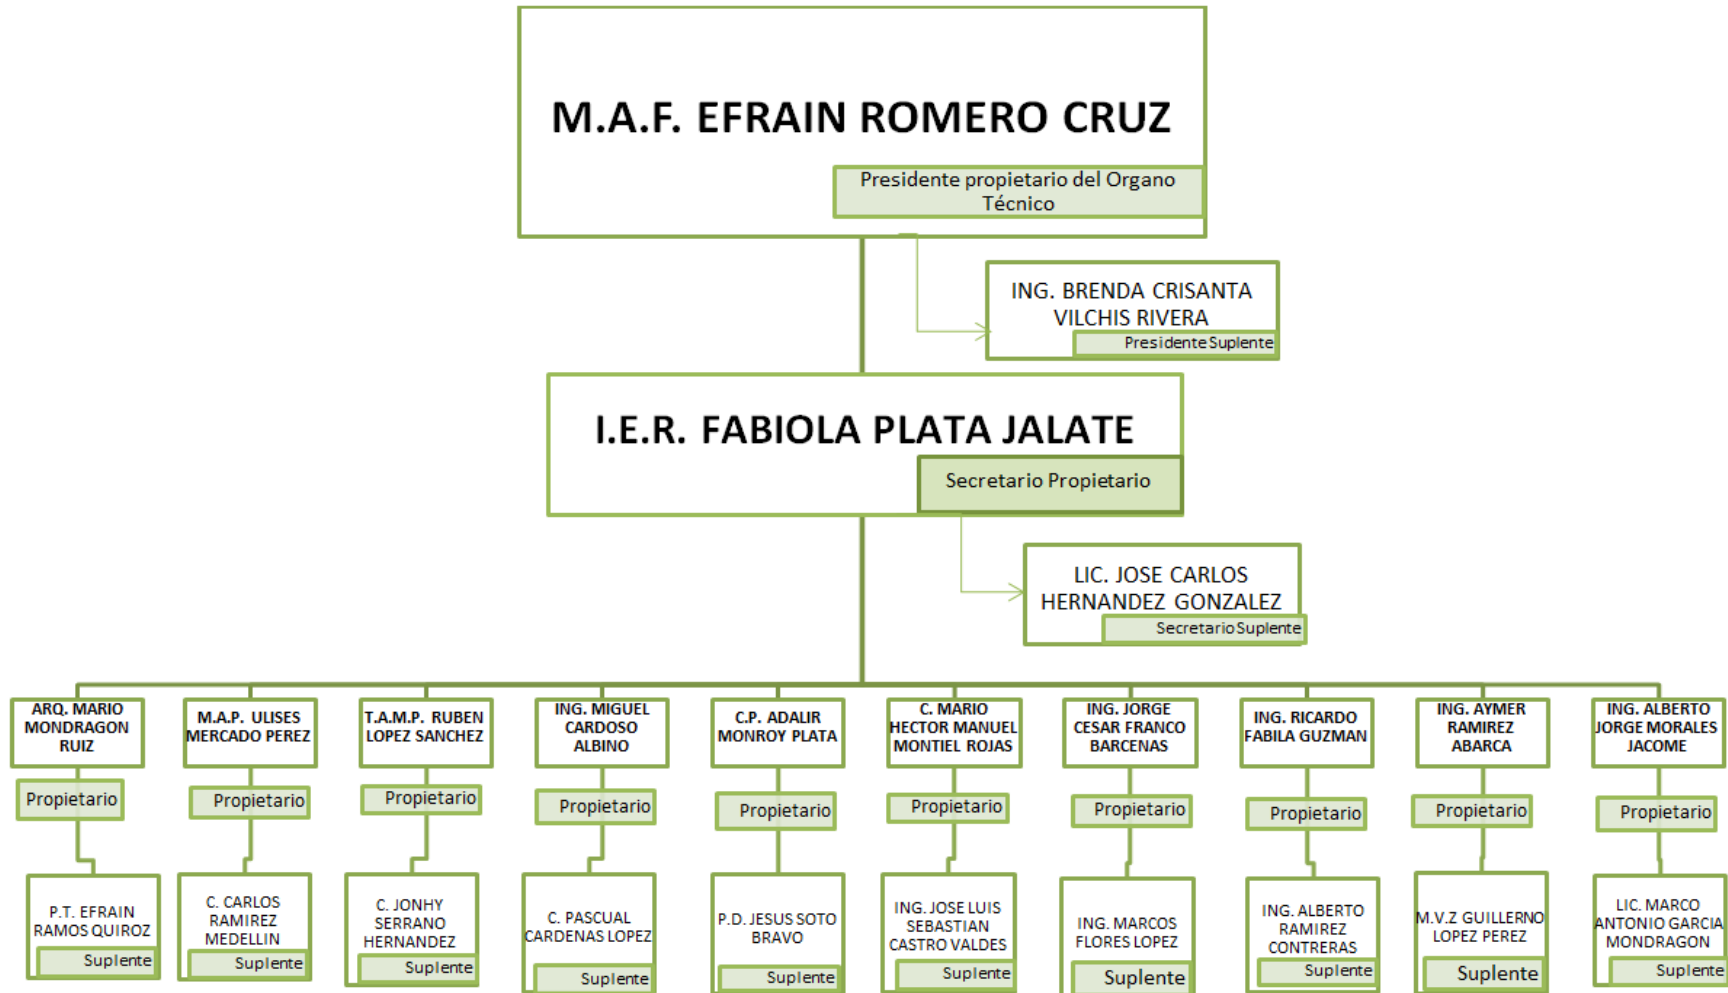 M.A.F. EFRAIN ROMERO CRUZ
Presidente propietario del Organo
Técnico
ING. BRENDA CRISANTA
VILCHIS RIVERA
Presidente Suplente
I.E.R. FABIOLA PLATA JALATE
Secretario Propietario
LIC. JOSE CARLOS
HERNANDEZ GONZALEZ
Secretario Suplente
ARQ. MARIO
MONDRAGON
RUIZ
Propietario
P.T. EFRAIN
RAMOS QUIROZ
Suplente
M.A.P. ULISES
MERCADO PEREZ
Propietario
C. CARLOS
RAMIREZ
MEDELLIN
Suplente
T.A.M.P. RUBEN
LOPEZ SANCHEZ
Propietario
C. JONHY
SERRANO
HERNANDEZ
Suplente
ING. MIGUEL
CARDOSO
ALBINO
Propietario
C. PASCUAL
CARDENAS LOPEZ
Suplente
C.P. ADALIR
MONROY PLATA
Propietario
P.D. JESUS SOTO
BRAVO
Suplente
C. MARIO
HECTOR MANUEL
MONTIEL ROJAS
Propietario
ING. JOSE LUIS
SEBASTIAN
CASTRO VALDES
Suplente
ING. JORGE
CESAR FRANCO
BARCENAS
Propietario
ING. MARCOS
FLORES LOPEZ
Suplente
ING. RICARDO
FABILA GUZMAN
Propietario
ING. ALBERTO
RAMIREZ
CONTRERAS
Suplente
ING. AYMER
RAMIREZ
ABARCA
Propietario
M.V.Z GUILLERNO
LOPEZ PEREZ
Suplente
ING. ALBERTO
JORGE MORALES
JACOME
Propietario
LIC. MARCO
ANTONIO GARCIA
MONDRAGON
Suplente